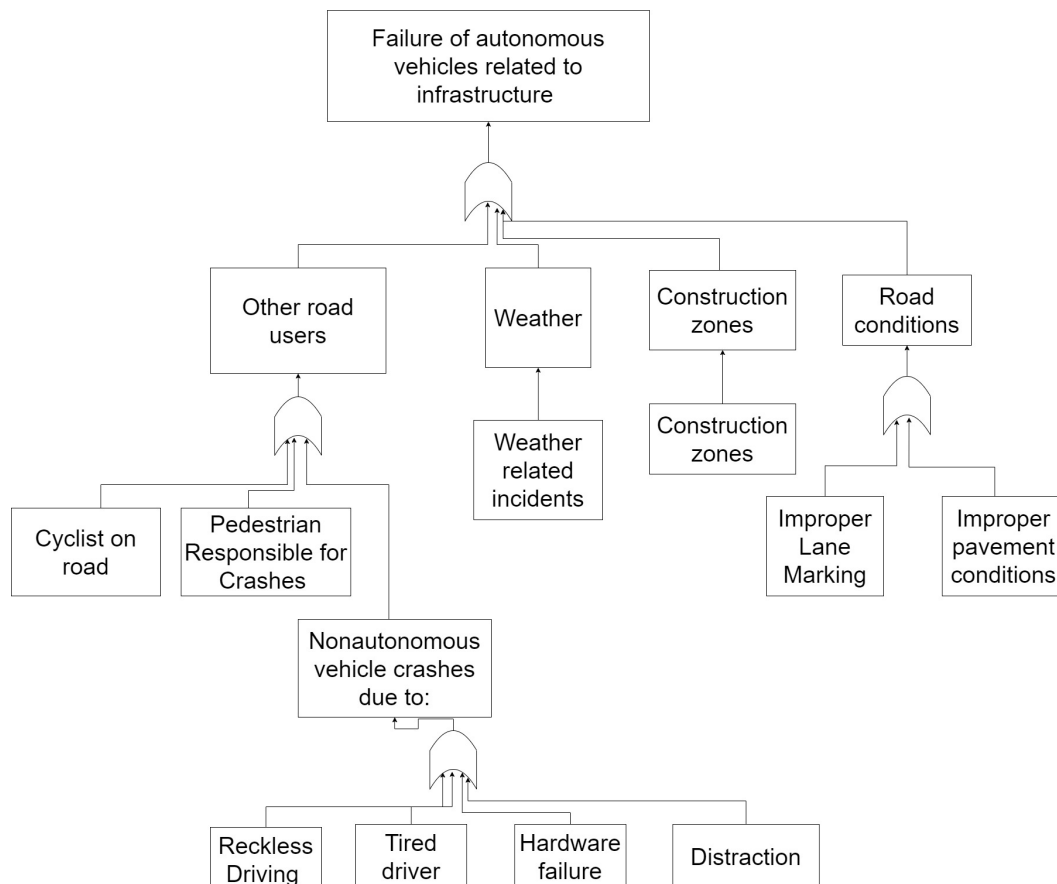 Failure of autonomous
vehicles related to
infrastructure
Other road
users
Weather
Construction
zones
Road
conditions
Weather
related
incidents
Construction
zones
Cyclist on
road
Pedestrian
Responsible for
Crashes
Improper
Lane
Marking
Improper
pavement
conditions
Nonautonomous
vehicle crashes
due to:
Reckless
Driving
Tired
driver
Hardware
failure
Distraction